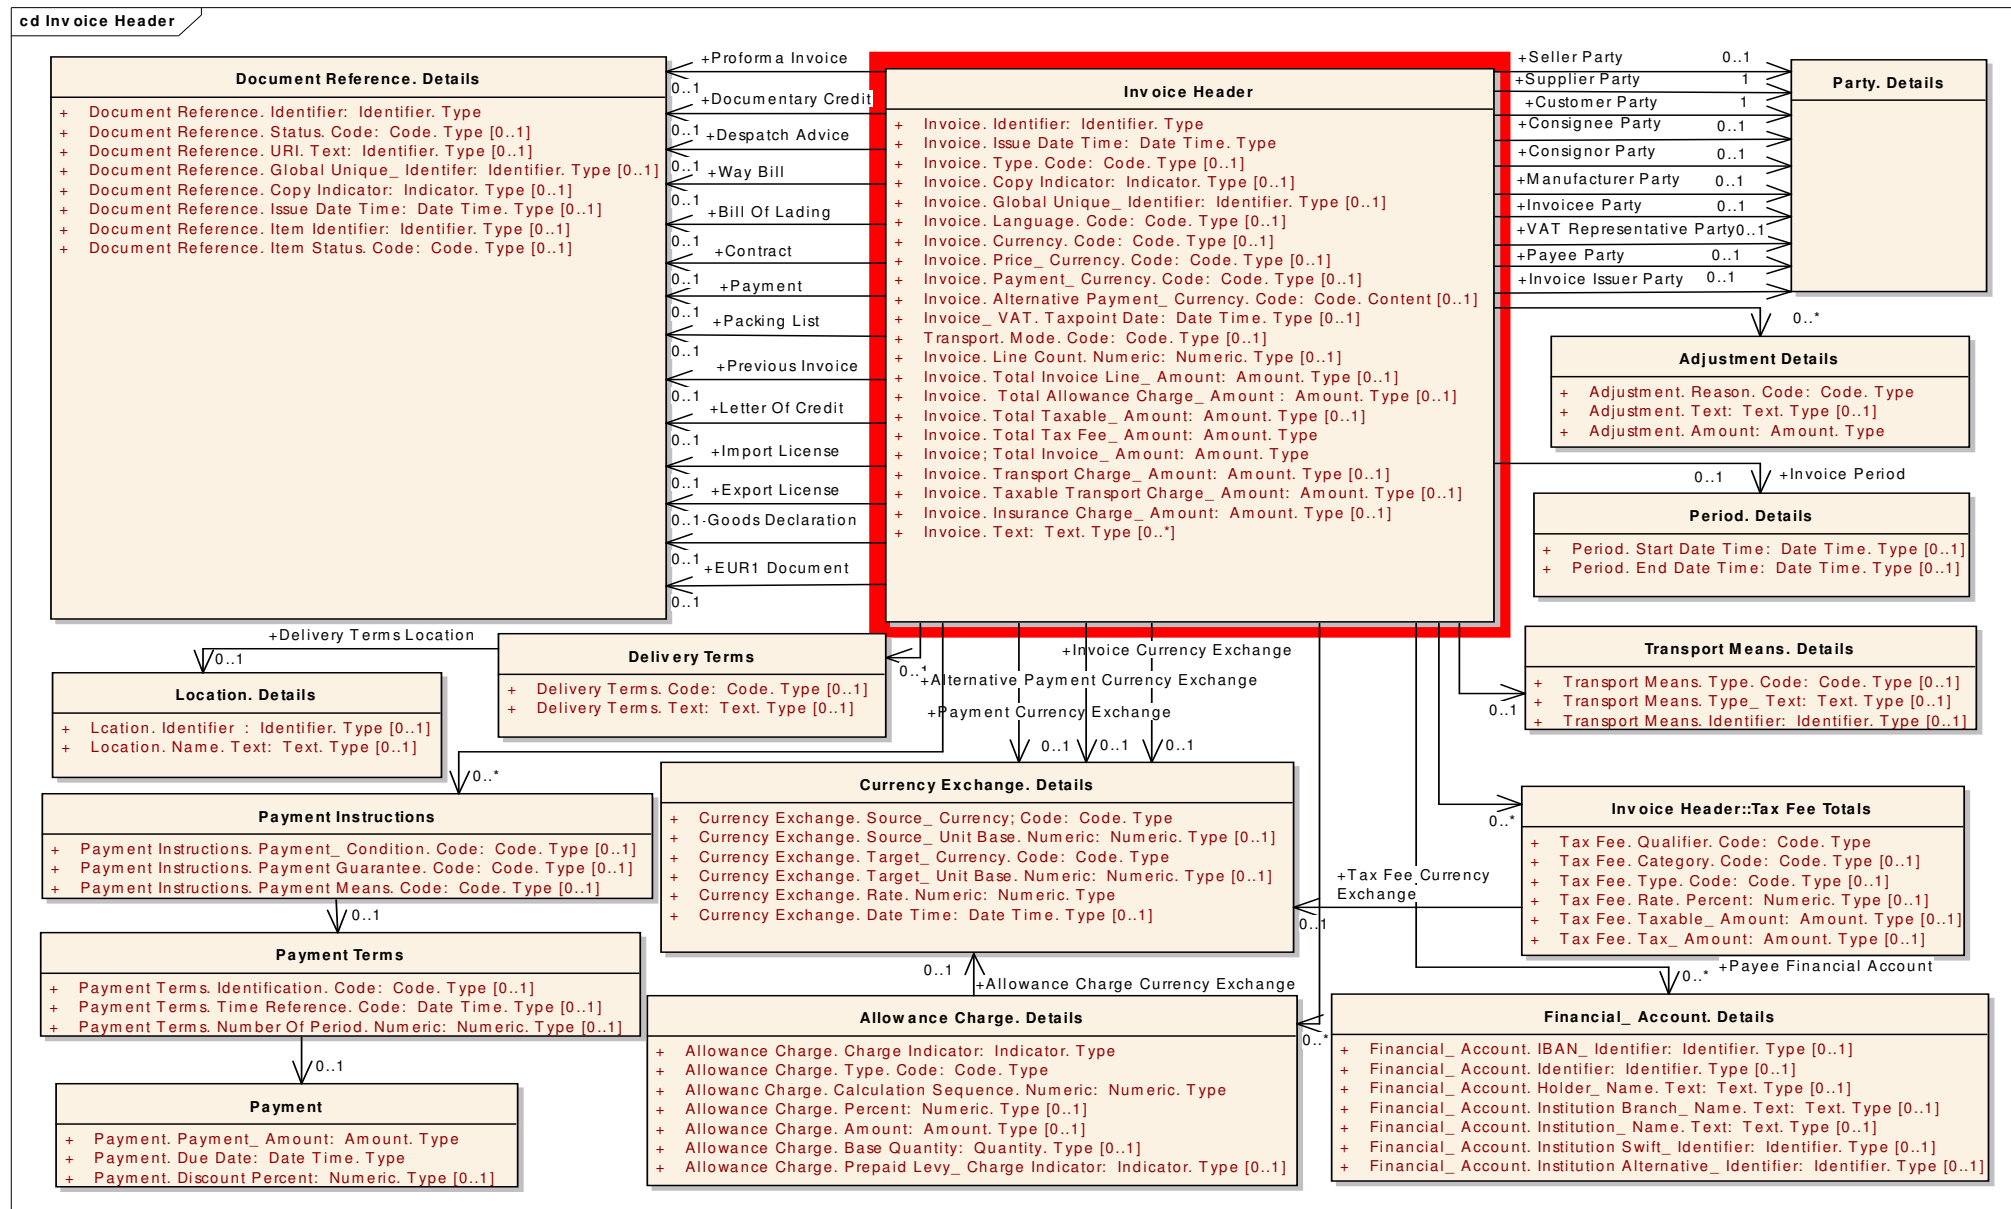 cd Invoice Header
Document Reference. Details
+ Document Reference. Identifier: Identifier. Type
+ Document Reference. Status. Code: Code. Type [0..1]
+ Document Reference. URI. Text: Identifier. Type [0..1]
+ Document Reference. Global Unique_ Identifer: Identifier. Type [0..1]
+ Document Reference. Copy Indicator: Indicator. Type [0..1]
+ Document Reference. Issue Date Time: Date Time. Type [0..1]
+ Document Reference. Item Identifier: Identifier. Type [0..1]
+ Document Reference. Item Status. Code: Code. Type [0..1]
+Proforma Invoice
0..1
+Documentary Credit
0..1
+Despatch Advice
0..1
+Way Bill
0..1
+Bill Of Lading
0..1
+Contract
0..1
+Payment
0..1
+Packing List
0..1
+Previous Invoice
0..1
+Letter Of Credit
0..1
+Import License
0..1
+Export License
0..1
-Goods Declaration
0..1
+EUR1 Document
0..1
Invoice Header
+ Invoice. Identifier: Identifier. Type
+ Invoice. Issue Date Time: Date Time. Type
+ Invoice. Type. Code: Code. Type [0..1]
+ Invoice. Copy Indicator: Indicator. Type [0..1]
+ Invoice. Global Unique_ Identifier: Identifier. Type [0..1]
+ Invoice. Language. Code: Code. Type [0..1]
+ Invoice. Currency. Code: Code. Type [0..1]
+ Invoice. Price_ Currency. Code: Code. Type [0..1]
+ Invoice. Payment_ Currency. Code: Code. Type [0..1]
+ Invoice. Alternative Payment_ Currency. Code: Code. Content [0..1]
+ Invoice_ VAT. Taxpoint Date: Date Time. Type [0..1]
+ Transport. Mode. Code: Code. Type [0..1]
+ Invoice. Line Count. Numeric: Numeric. Type [0..1]
+ Invoice. Total Invoice Line_ Amount: Amount. Type [0..1]
+ Invoice. Total Allowance Charge_ Amount : Amount. Type [0..1]
+ Invoice. Total Taxable_ Amount: Amount. Type [0..1]
+ Invoice. Total Tax Fee_ Amount: Amount. Type
+ Invoice; Total Invoice_ Amount: Amount. Type
+ Invoice. Transport Charge_ Amount: Amount. Type [0..1]
+ Invoice. Taxable Transport Charge_ Amount: Amount. Type [0..1]
+ Invoice. Insurance Charge_ Amount: Amount. Type [0..1]
+ Invoice. Text: Text. Type [0..*]
+Seller Party 0..1
+Supplier Party 1
+Customer Party 1
+Consignee Party 0..1
+Consignor Party 0..1
+Manufacturer Party 0..1
+Invoicee Party 0..1
+VAT Representative Party 0..1
+Payee Party 0..1
+Invoice Issuer Party 0..1
Party. Details
0..*
Adjustment Details
+ Adjustment. Reason. Code: Code. Type
+ Adjustment. Text: Text. Type [0..1]
+ Adjustment. Amount: Amount. Type
0..1 +Invoice Period
Period. Details
+ Period. Start Date Time: Date Time. Type [0..1]
+ Period. End Date Time: Date Time. Type [0..1]
+Delivery Terms Location
0..1
Location. Details
+ Lcation. Identifier : Identifier. Type [0..1]
+ Location. Name. Text: Text. Type [0..1]
Delivery Terms
+ Delivery Terms. Code: Code. Type [0..1]
+ Delivery Terms. Text: Text. Type [0..1]
0..1
+Invoice Currency Exchange
+Alternative Payment Currency Exchange
+Payment Currency Exchange
0..1 0..1 0..1
Transport Means. Details
+ Transport Means. Type. Code: Code. Type [0..1]
+ Transport Means. Type_ Text: Text. Type [0..1]
+ Transport Means. Identifier: Identifier. Type [0..1]
0..1
0..*
Payment Instructions
+ Payment Instructions. Payment_ Condition. Code: Code. Type [0..1]
+ Payment Instructions. Payment Guarantee. Code: Code. Type [0..1]
+ Payment Instructions. Payment Means. Code: Code. Type [0..1]
0..1
Currency Exchange. Details
+ Currency Exchange. Source_ Currency; Code: Code. Type
+ Currency Exchange. Source_ Unit Base. Numeric: Numeric. Type [0..1]
+ Currency Exchange. Target_ Currency. Code: Code. Type
+ Currency Exchange. Target_ Unit Base. Numeric: Numeric. Type [0..1]
+ Currency Exchange. Rate. Numeric: Numeric. Type
+ Currency Exchange. Date Time: Date Time. Type [0..1]
0..*
Invoice Header::Tax Fee Totals
+ Tax Fee. Qualifier. Code: Code. Type
+ Tax Fee. Category. Code: Code. Type [0..1]
+ Tax Fee. Type. Code: Code. Type [0..1]
+ Tax Fee. Rate. Percent: Numeric. Type [0..1]
+ Tax Fee. Taxable_ Amount: Amount. Type [0..1]
+ Tax Fee. Tax_ Amount: Amount. Type [0..1]
+Tax Fee Currency
Exchange
0..1
Payment Terms
+ Payment Terms. Identification. Code: Code. Type [0..1]
+ Payment Terms. Time Reference. Code: Date Time. Type [0..1]
+ Payment Terms. Number Of Period. Numeric: Numeric. Type [0..1]
0..1
Payment
+ Payment. Payment_ Amount: Amount. Type
+ Payment. Due Date: Date Time. Type
+ Payment. Discount Percent: Numeric. Type [0..1]
0..1
+Allowance Charge Currency Exchange
Allowance Charge. Details
+ Allowance Charge. Charge Indicator: Indicator. Type
+ Allowance Charge. Type. Code: Code. Type
+ Allowanc Charge. Calculation Sequence. Numeric: Numeric. Type
+ Allowance Charge. Percent: Numeric. Type [0..1]
+ Allowance Charge. Amount: Amount. Type [0..1]
+ Allowance Charge. Base Quantity: Quantity. Type [0..1]
+ Allowance Charge. Prepaid Levy_ Charge Indicator: Indicator. Type [0..1]
0..*
+Payee Financial Account
0..*
Financial_ Account. Details
+ Financial_ Account. IBAN_ Identifier: Identifier. Type [0..1]
+ Financial_ Account. Identifier: Identifier. Type [0..1]
+ Financial_ Account. Holder_ Name. Text: Text. Type [0..1]
+ Financial_ Account. Institution Branch_ Name. Text: Text. Type [0..1]
+ Financial_ Account. Institution_ Name. Text: Text. Type [0..1]
+ Financial_ Account. Institution Swift_ Identifier: Identifier. Type [0..1]
+ Financial_ Account. Institution Alternative_ Identifier: Identifier. Type [0..1]